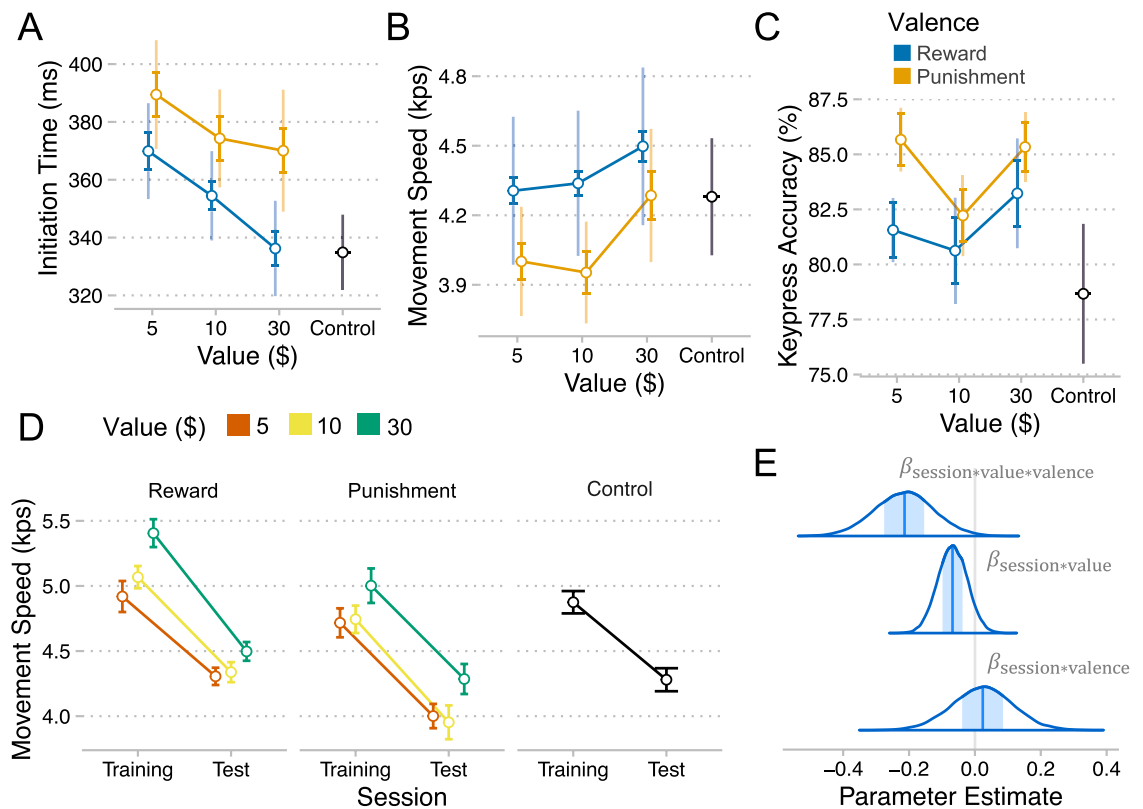 A
Initiation Time (ms)
400
380
360
340
320
5 10 30 Control
Value ($)
B
Movement Speed (kps)
4.8
4.5
4.2
3.9
5 10 30 Control
Value ($)
C
Valence
Reward
Punishment
Keypress Accuracy (%)
87.5
85.0
82.5
80.0
77.5
75.0
5 10 30 Control
Value ($)
D
Value ($) 5 10 30
Reward Punishment Control
Movement Speed (kps)
5.5
5.0
4.5
4.0
Training Test Training Test Training Test
Session
E
βsession∗value∗valence
βsession∗value
βsession∗valence
−0.4 −0.2 0.0 0.2 0.4
Parameter Estimate